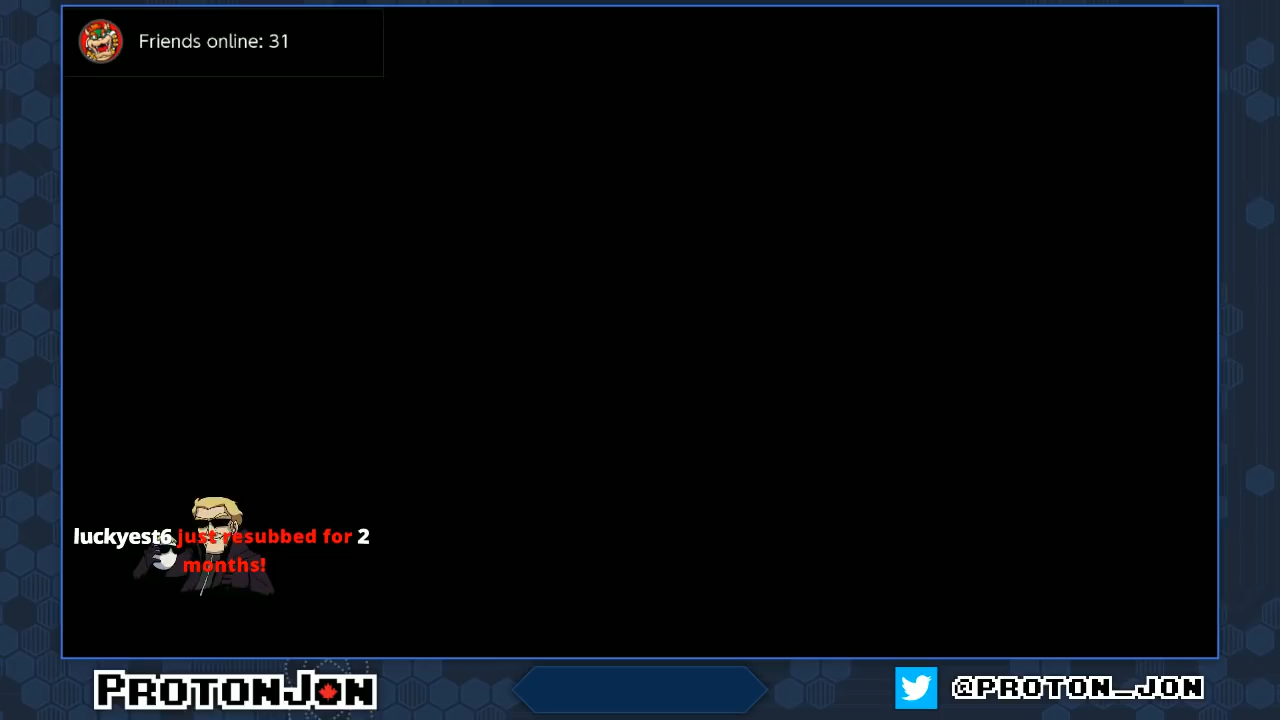 Friends online: 31
luckyest6 just resubbed for 2
months!
PROTONJON
@PROTON_JON